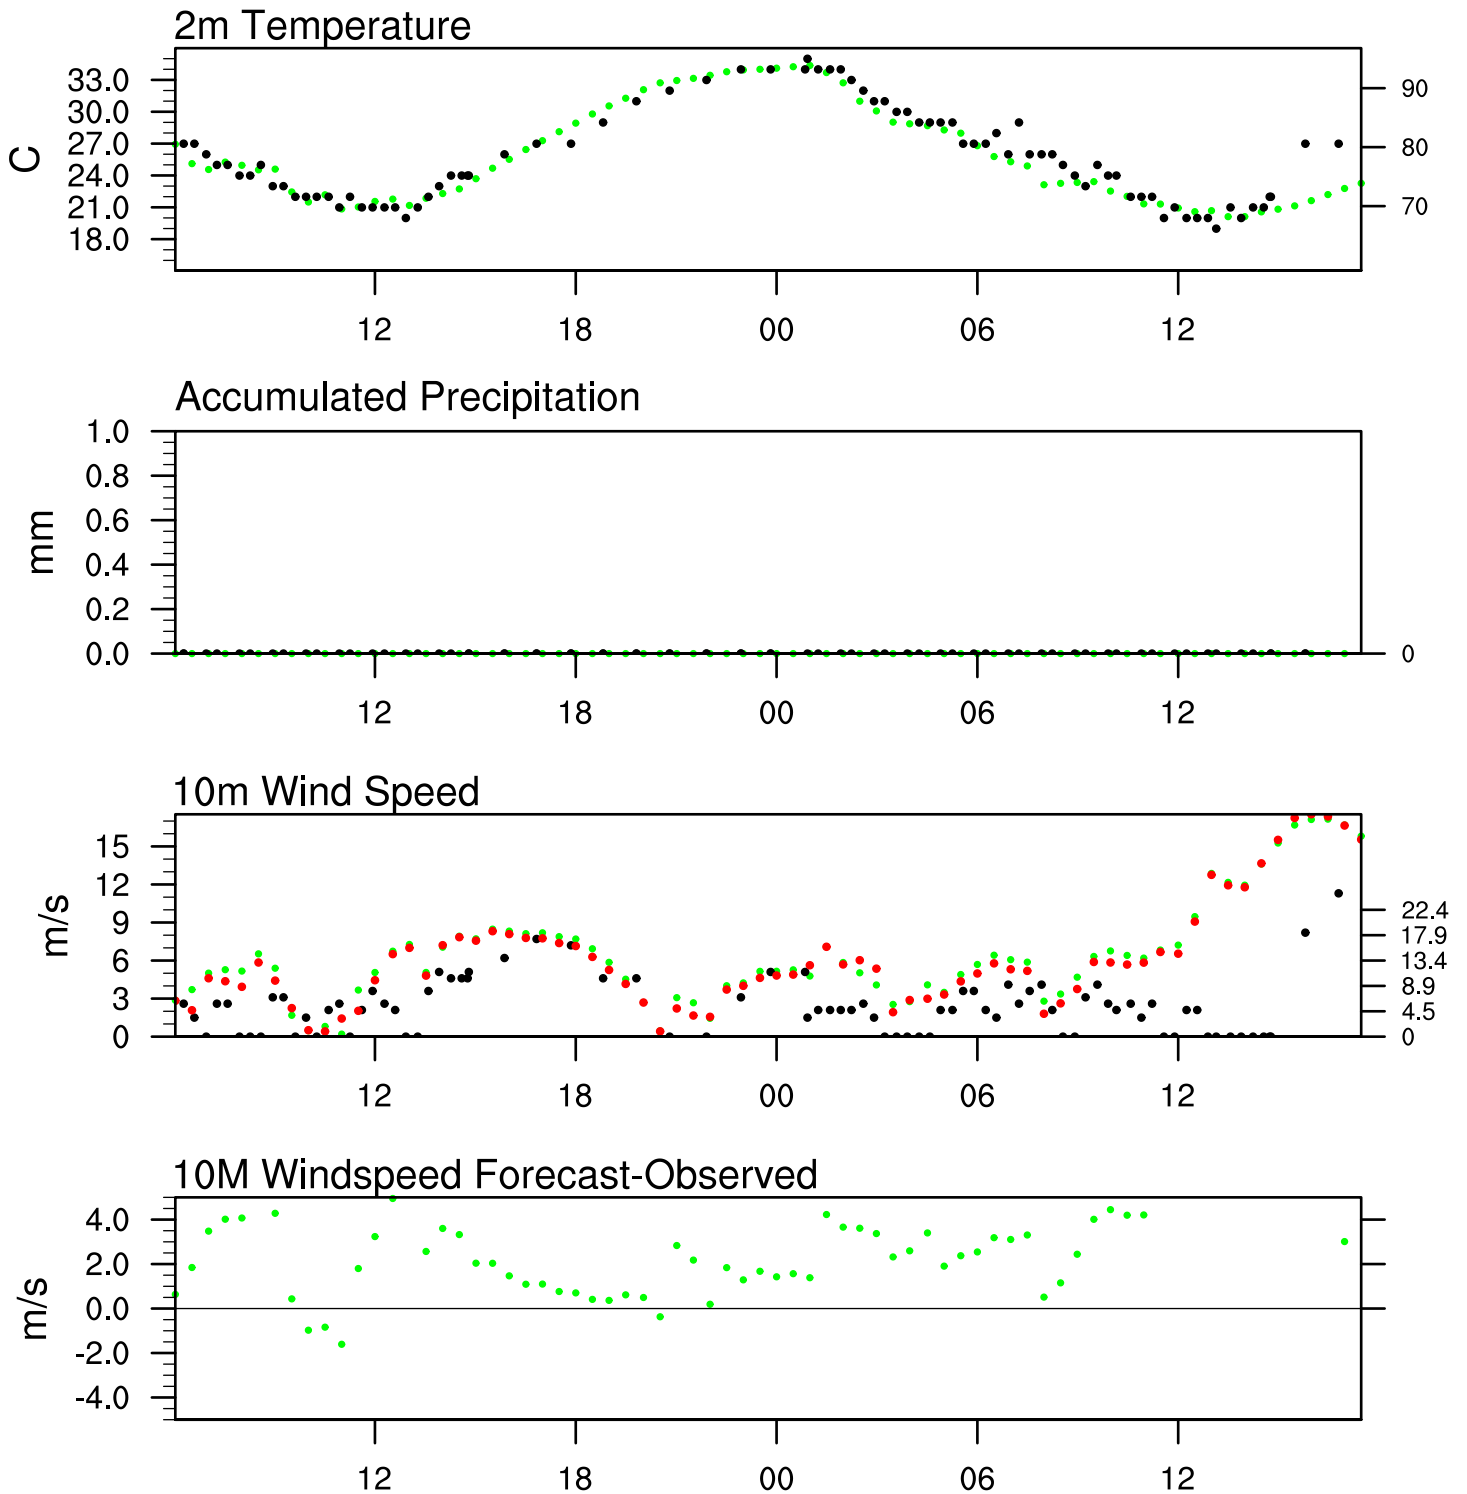 2m Temperature
33.0
30.0
27.0
24.0
21.0
18.0
C
90
80
70
12 18 00 06 12
Accumulated Precipitation
1.0
0.8
0.6
0.4
0.2
0.0
mm
0
12 18 00 06 12
10m Wind Speed
15
12
9
6
3
0
m/s
22.4
17.9
13.4
8.9
4.5
0
12 18 00 06 12
10M Windspeed Forecast-Observed
4.0
2.0
0.0
-2.0
-4.0
m/s
12 18 00 06 12